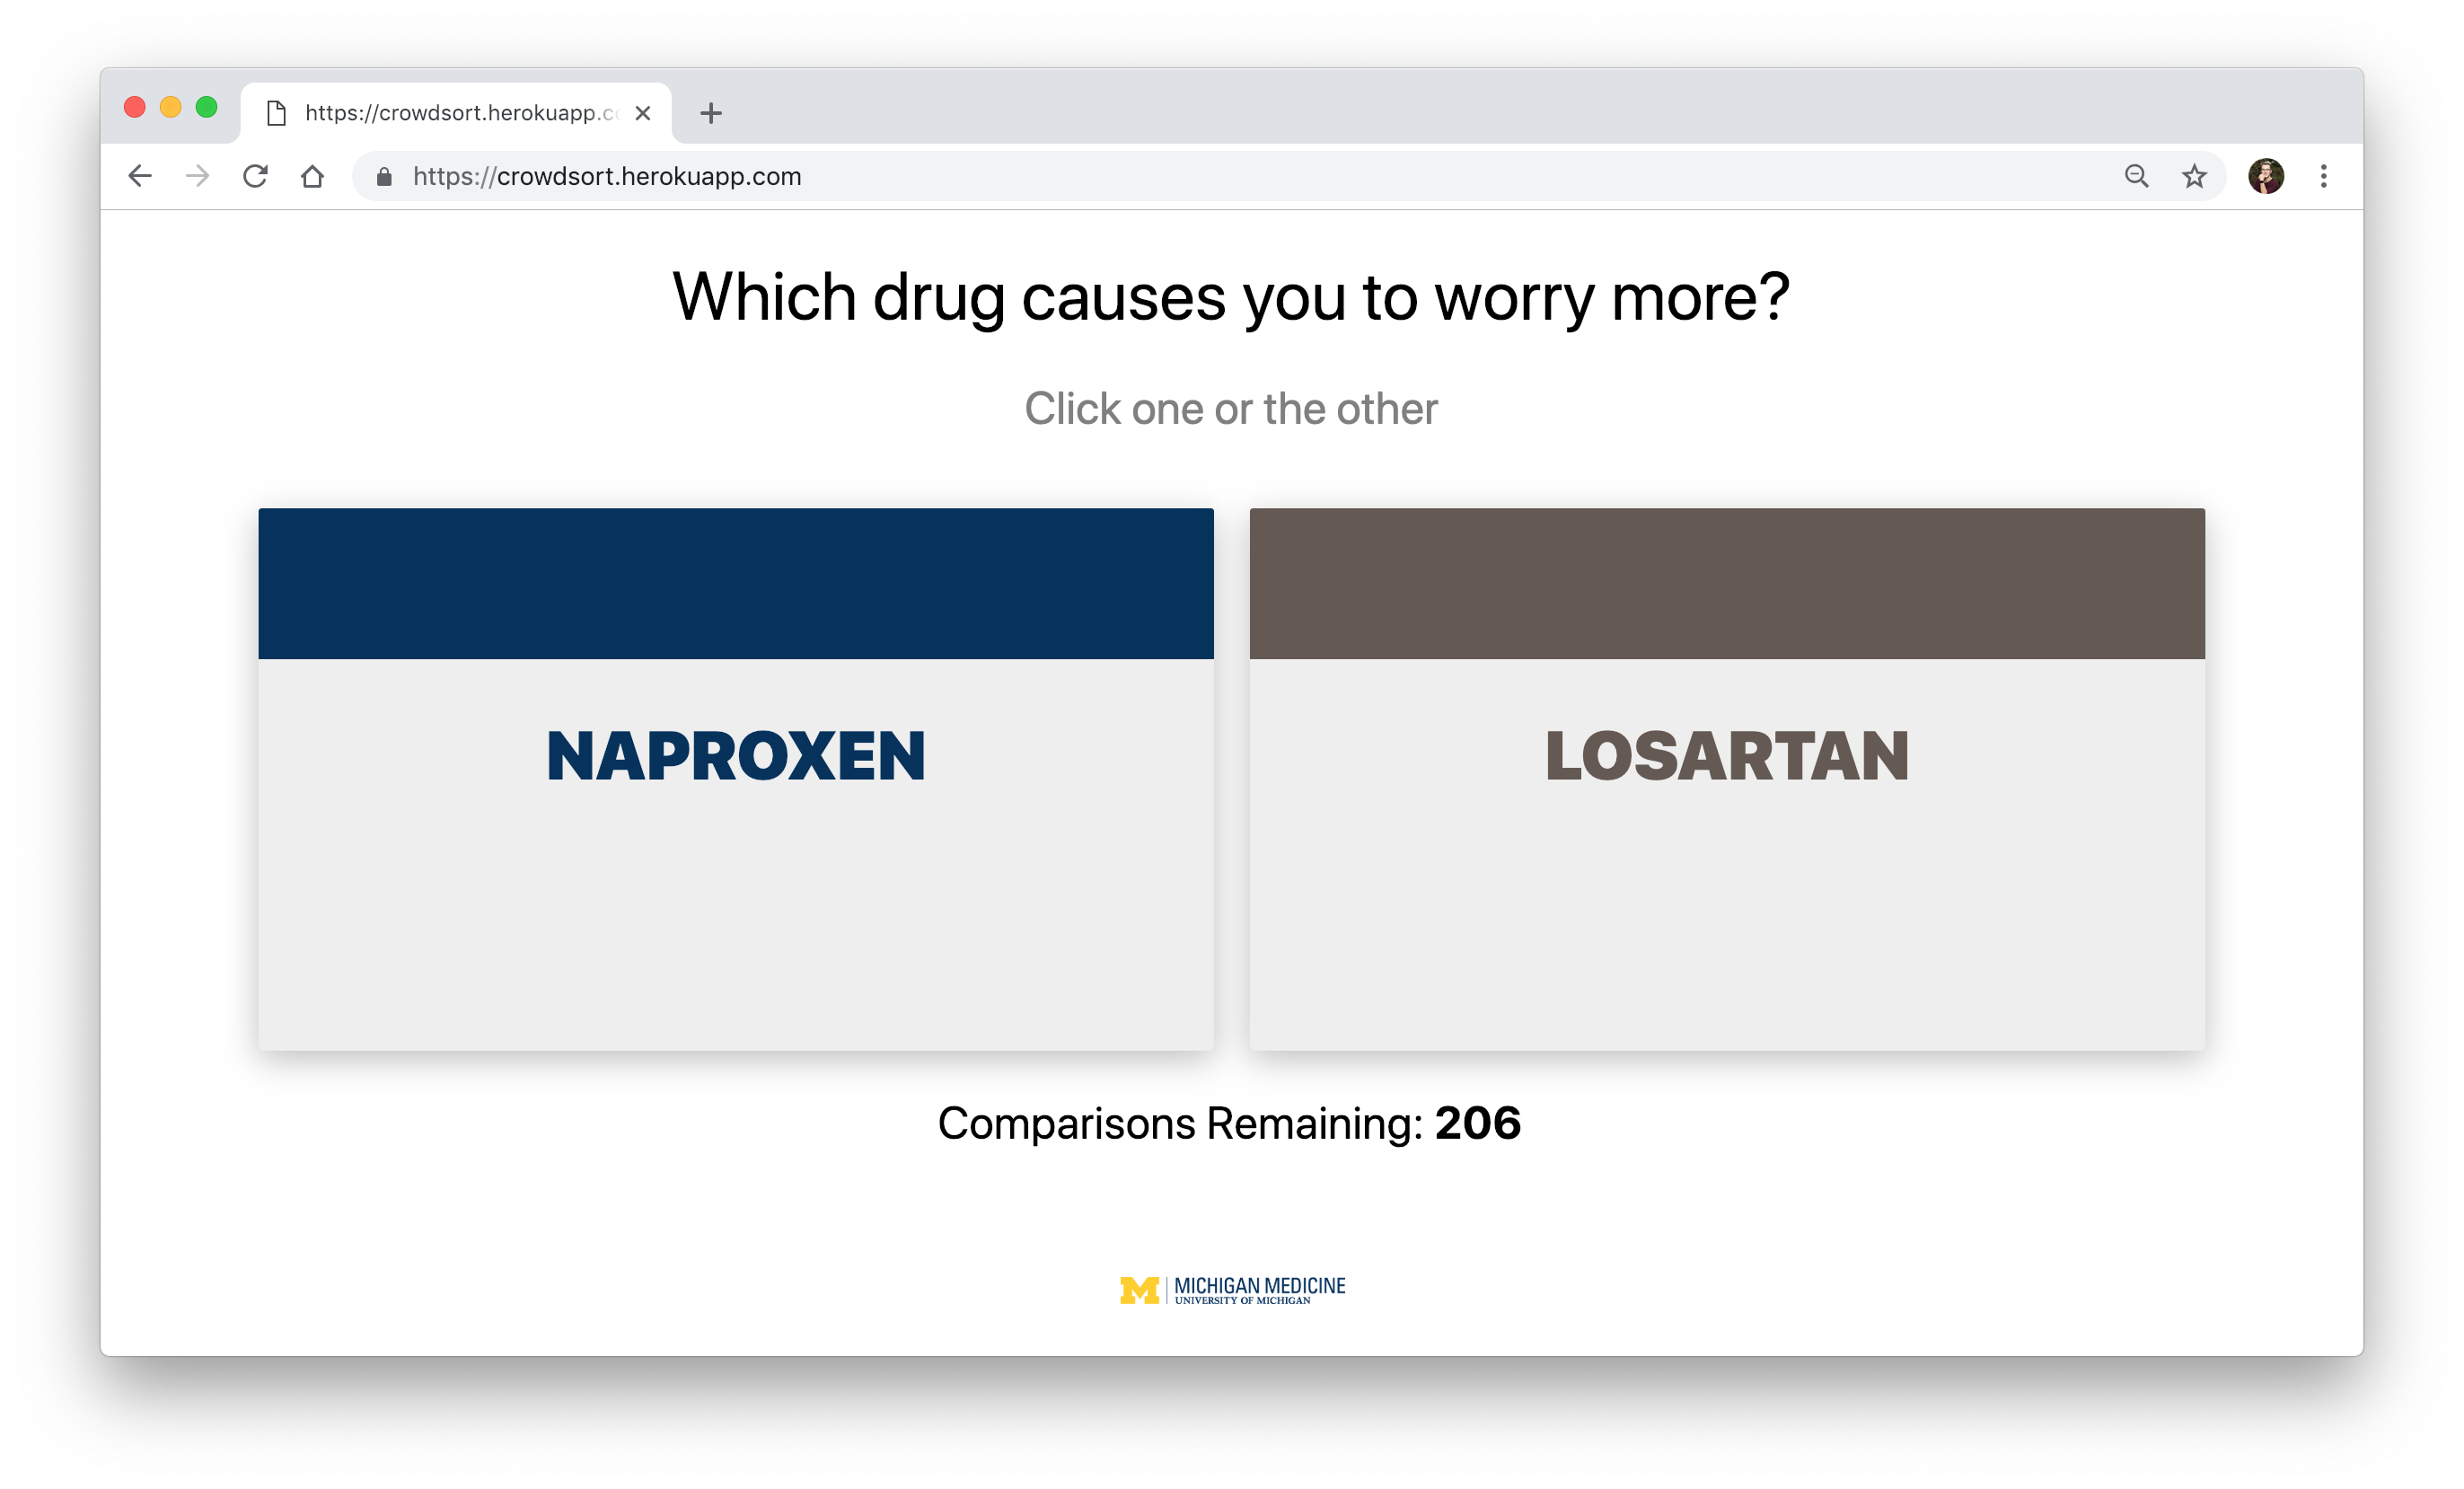 https://crowdsort.herokuapp.c
https://crowdsort.herokuapp.com
Which drug causes you to worry more?
Click one or the other
NAPROXEN
LOSARTAN
Comparisons Remaining: 206
M MICHIGAN MEDICINE
UNIVERSITY OF MICHIGAN